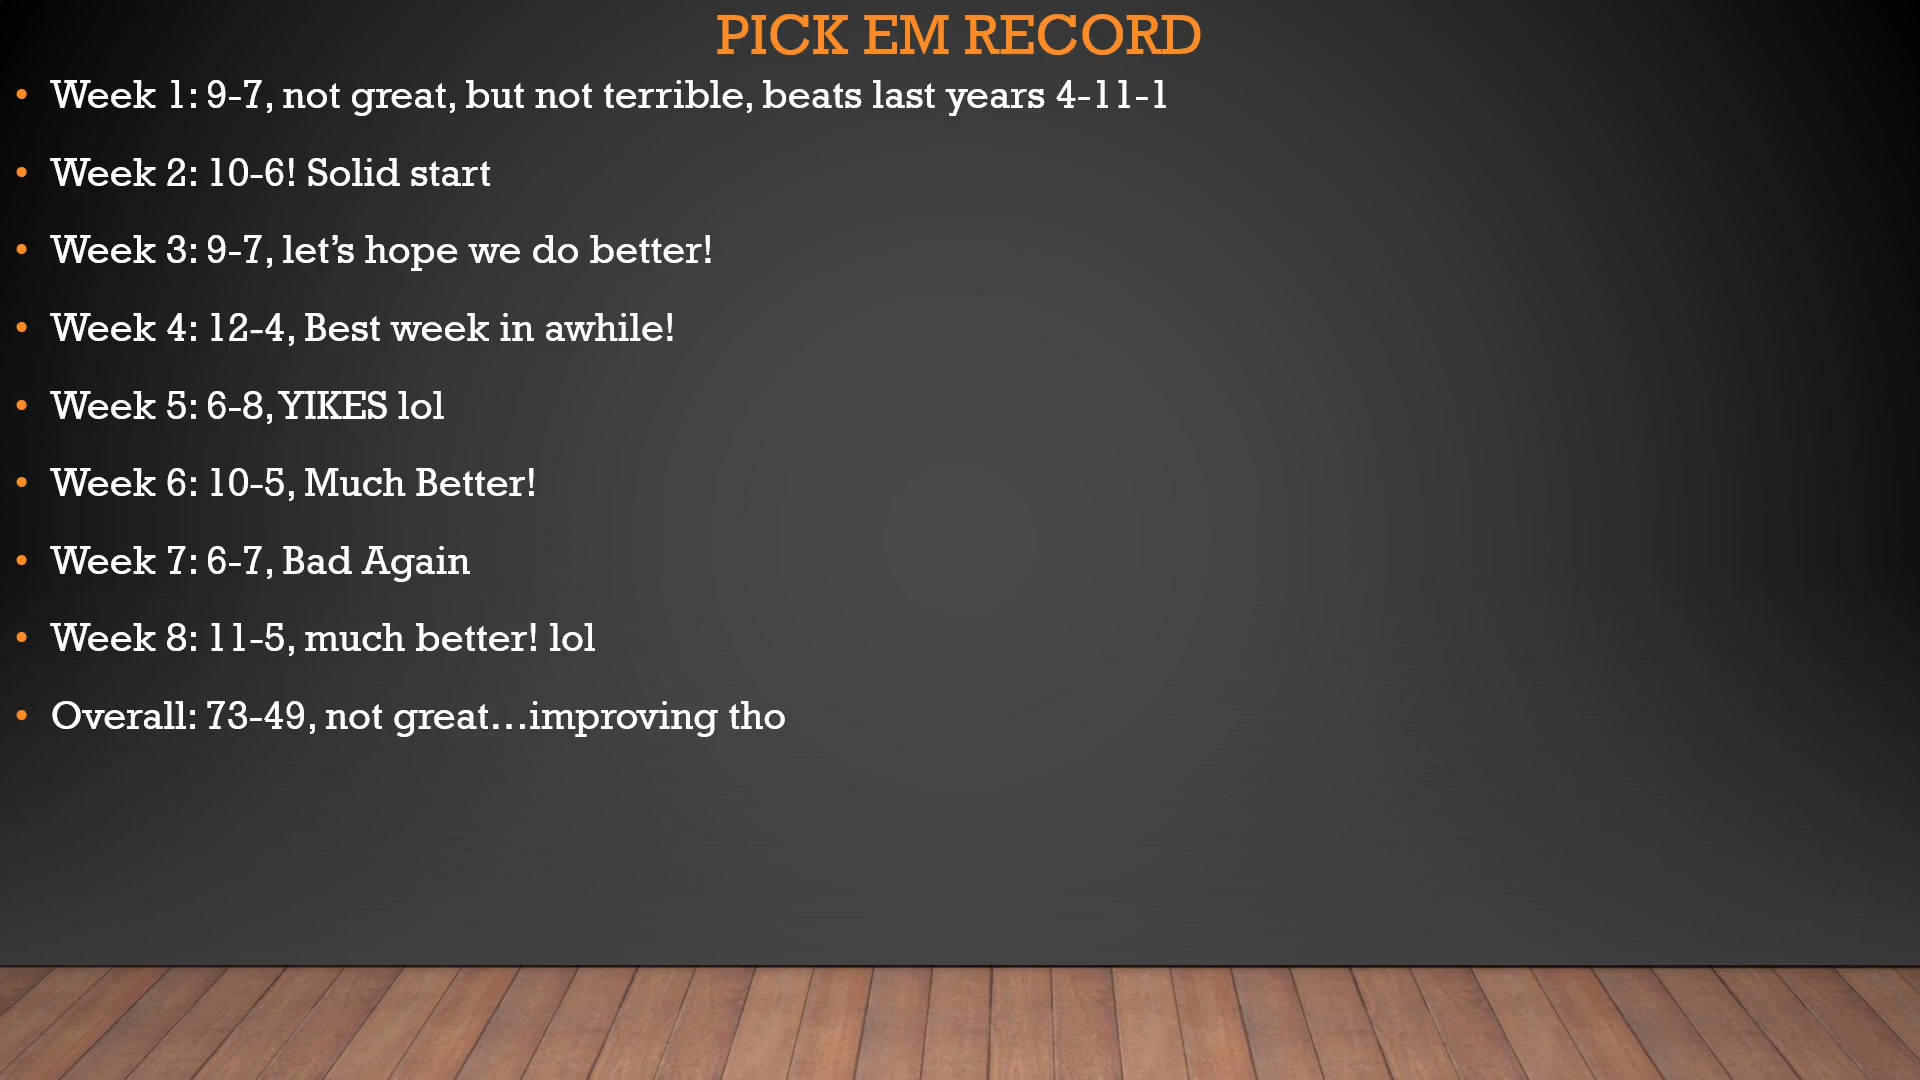 PICK EM RECORD
• Week 1: 9-7, not great, but not terrible, beats last years 4-11-1
• Week 2: 10-6! Solid start
• Week 3: 9-7, let’s hope we do better!
• Week 4: 12-4, Best week in awhile!
• Week 5: 6-8, YIKES lol
• Week 6: 10-5, Much Better!
• Week 7: 6-7, Bad Again
• Week 8: 11-5, much better! lol
• Overall: 73-49, not great…improving tho